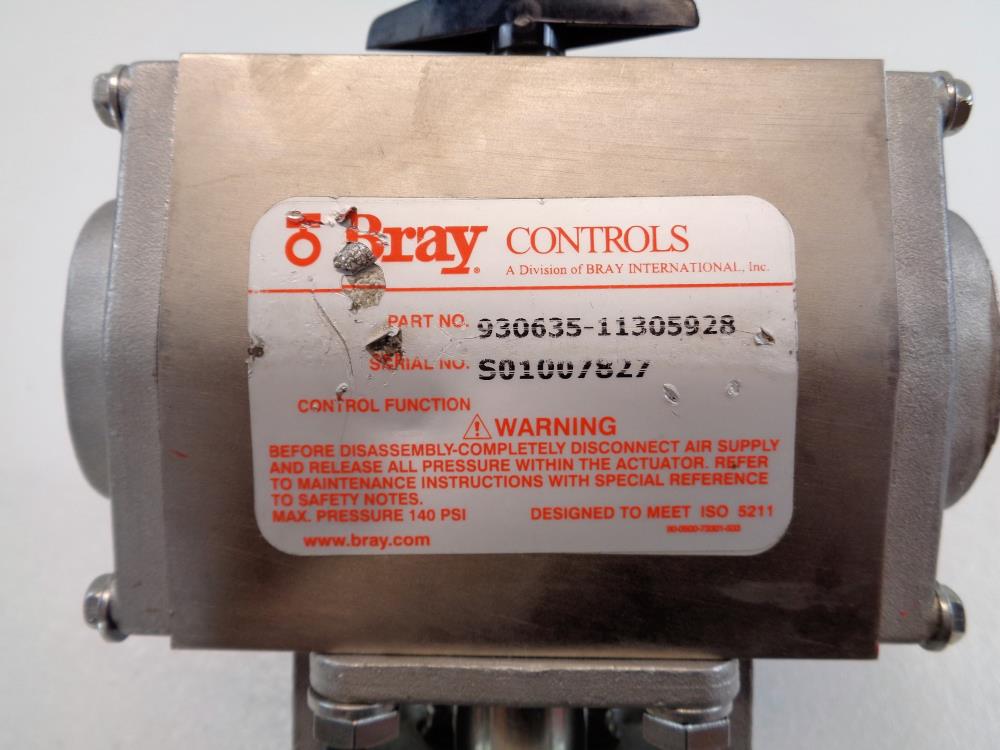 Bray CONTROLS
A Division of BRAY INTERNATIONAL, Inc.
PART NO. 930635-11305928
SERIAL NO. S01007827
CONTROL FUNCTION
WARNING
BEFORE DISASSEMBLY-COMPLETELY DISCONNECT AIR SUPPLY
AND RELEASE ALL PRESSURE WITHIN THE ACTUATOR. REFER
TO MAINTENANCE INSTRUCTIONS WITH SPECIAL REFERENCE
TO SAFETY NOTES.
MAX. PRESSURE 140 PSI DESIGNED TO MEET ISO 5211
www.bray.com